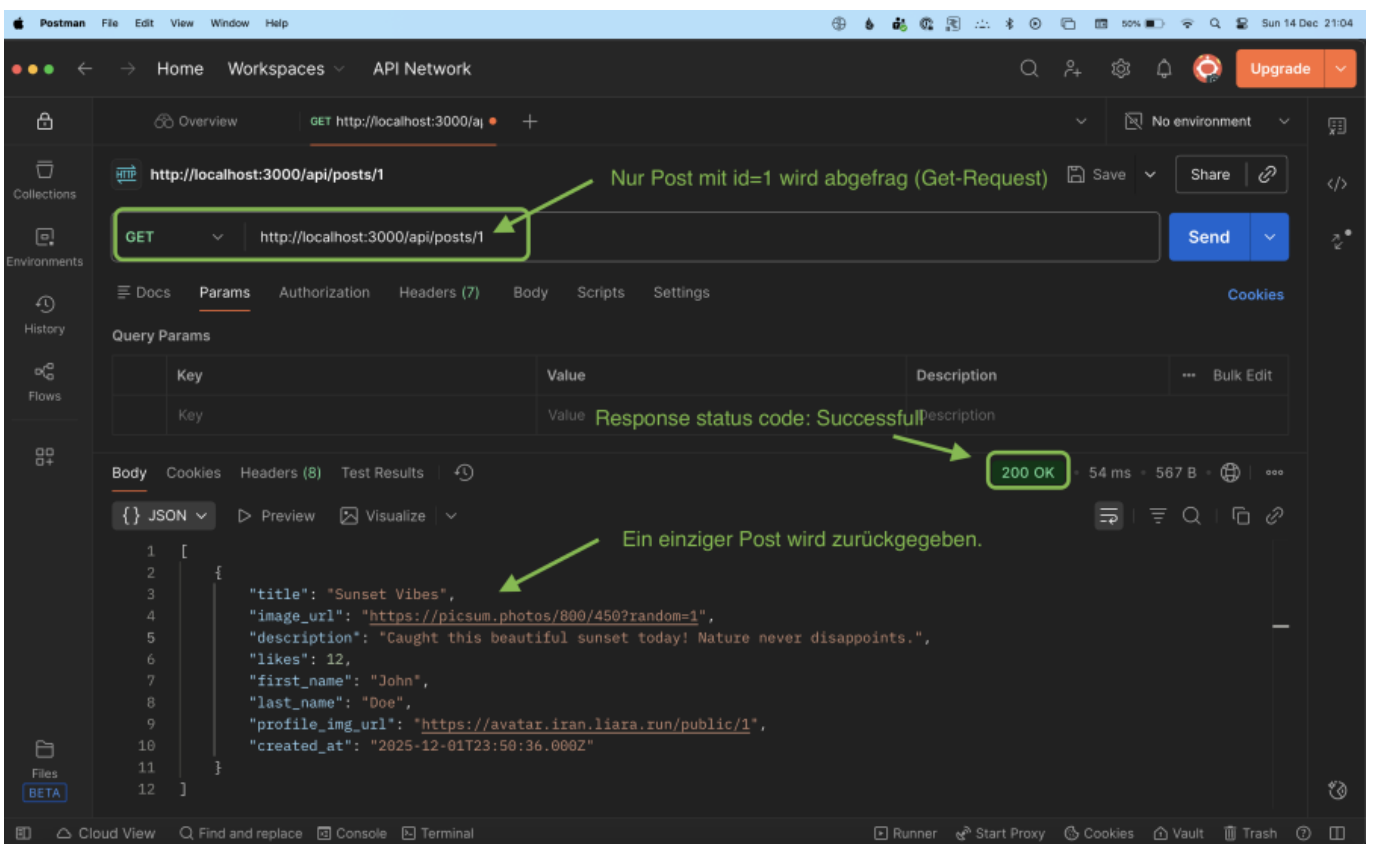 Postman File Edit View Window Help 50% Sun 14 Dec 21:04
Home Workspaces API Network Upgrade
Overview GET http://localhost:3000/a No environment
HTTP http://localhost:3000/api/posts/1 Nur Post mit id=1 wird abgefrag (Get-Request) Save Share
Collections
GET http://localhost:3000/api/posts/1 Send
Environments
Docs Params Authorization Headers (7) Body Scripts Settings Cookies
History
Query Params
Key Value Description Bulk Edit
Flows
Key Value Response status code: Successfull Description
Body Cookies Headers (8) Test Results 200 OK 54 ms 567 B
{} JSON Preview Visualize
Ein einziger Post wird zurückgegeben.
1 [
2 {
3 "title": "Sunset Vibes",
4 "image_url": "https://picsum.photos/800/450?random=1",
5 "description": "Caught this beautiful sunset today! Nature never disappoints.",
6 "likes": 12,
7 "first_name": "John",
8 "last_name": "Doe",
9 "profile_img_url": "https://avatar.iran.liara.run/public/1",
10 "created_at": "2025-12-01T23:50:36.000Z"
11 }
12 ]
Files
BETA
Cloud View Find and replace Console Terminal Runner Start Proxy Cookies Vault Trash